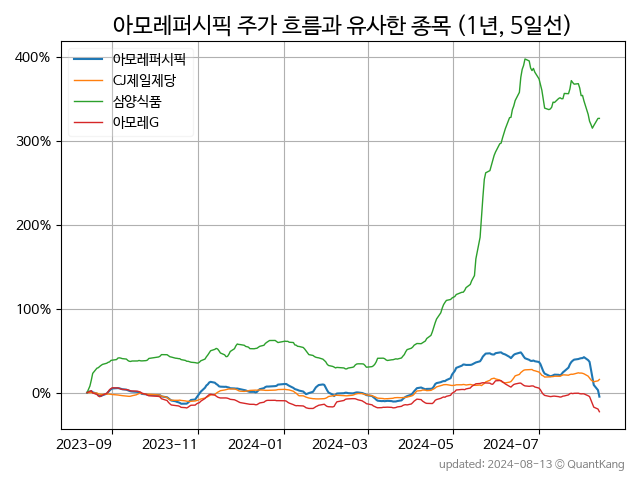 아모레퍼시픽 주가 흐름과 유사한 종목 (1년, 5일선)
400%
300%
200%
100%
0%
아모레퍼시픽
CJ제일제당
삼양식품
아모레G
2023-09
2023-11
2024-01
2024-03
2024-05
2024-07
updated: 2024-08-13 ⓒ QuantKang